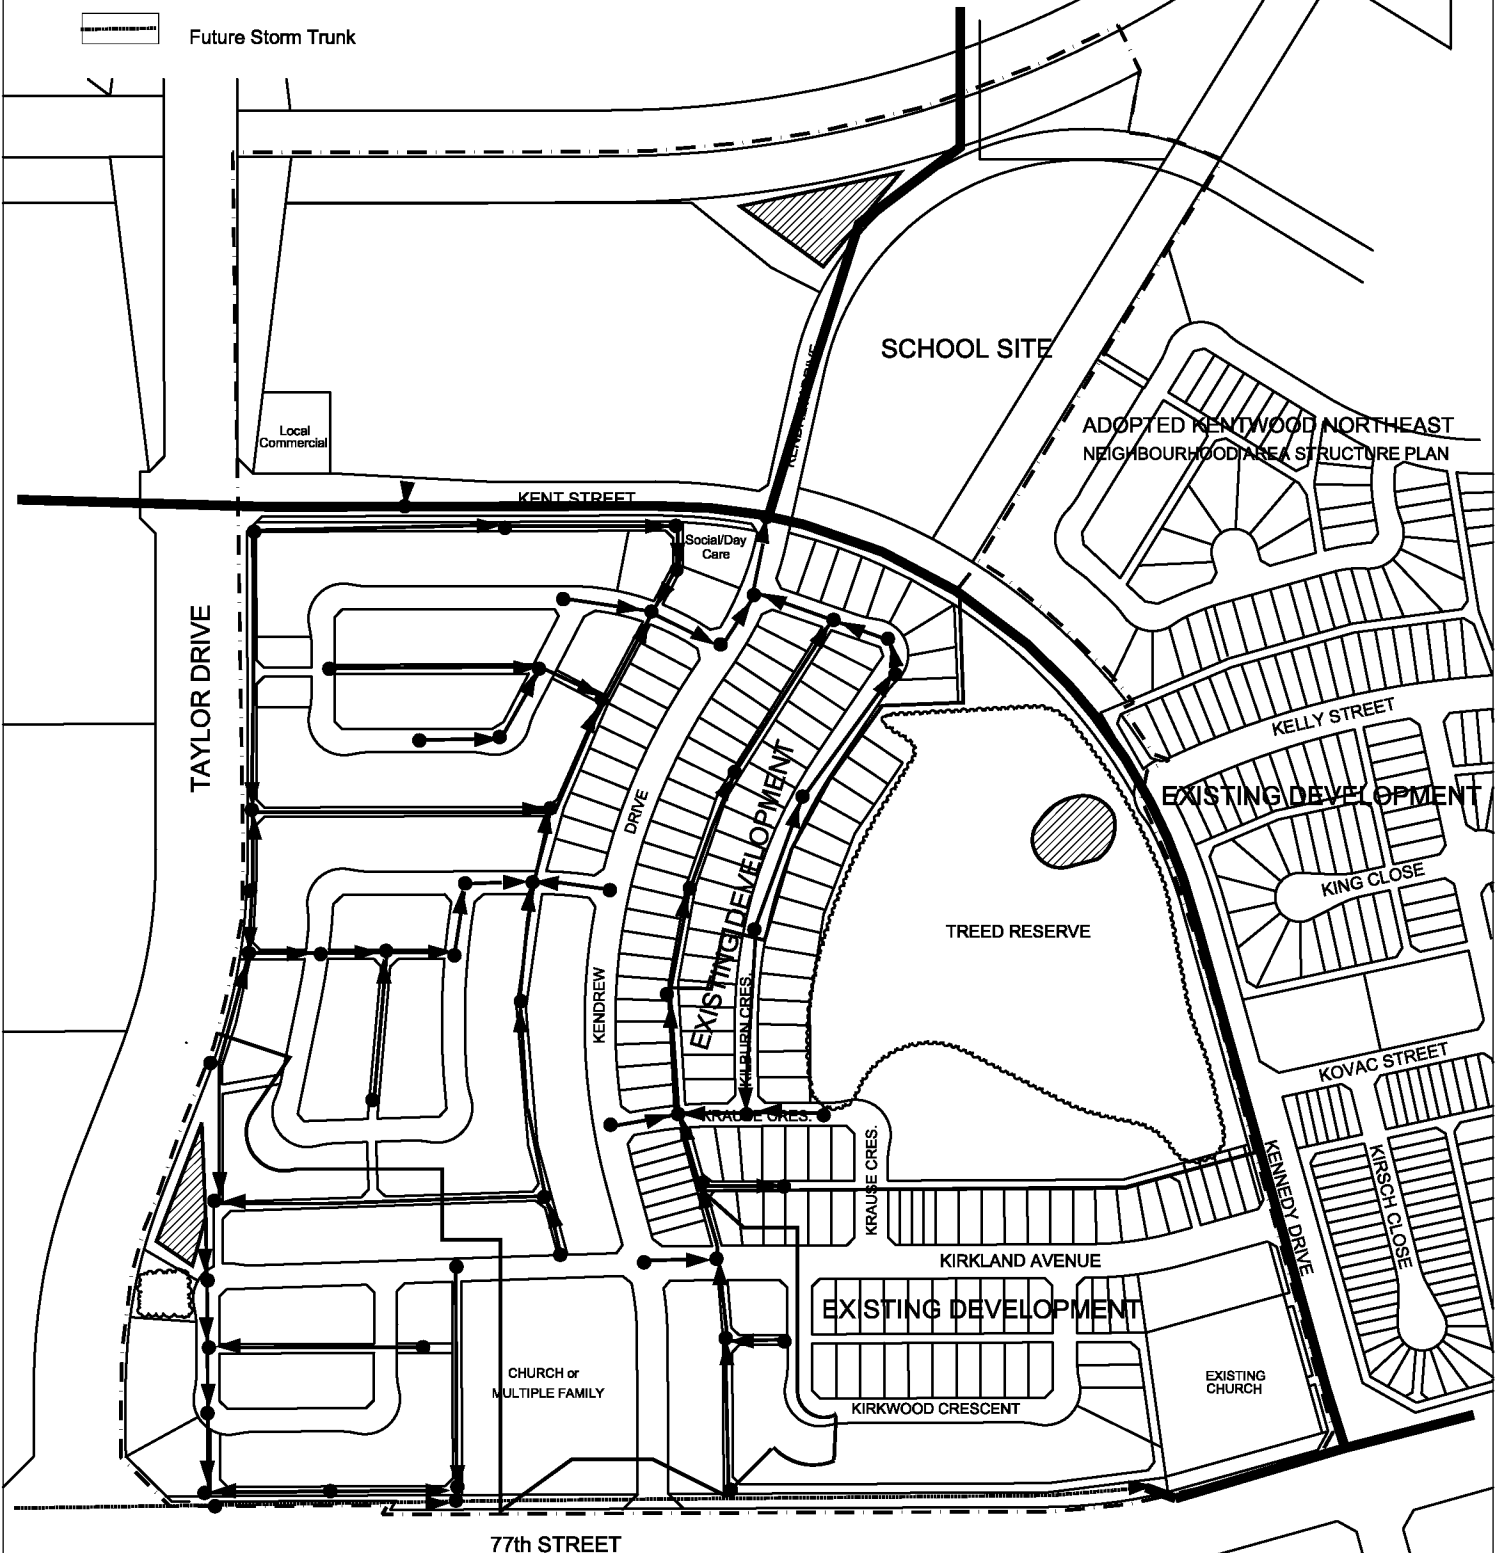 Future Storm Trunk
SCHOOL SITE
KENDREW DRIVE
ADOPTED KENTWOOD NORTHEAST
NEIGHBOURHOOD AREA STRUCTURE PLAN
Local
Commercial
KENT STREET
Social/Day
Care
TAYLOR DRIVE
KELLY STREET
EXISTING DEVELOPMENT
DRIVE
EXISTING DEVELOPMENT
KING CLOSE
TREED RESERVE
KENDREW
KILBURN CRES.
KOVAC STREET
KRAUSE CRES.
KRAUSE CRES.
KENNEDY DRIVE
KIRSCH CLOSE
KIRKLAND AVENUE
EXISTING DEVELOPMENT
CHURCH or
MULTIPLE FAMILY
EXISTING
CHURCH
KIRKWOOD CRESCENT
77th STREET